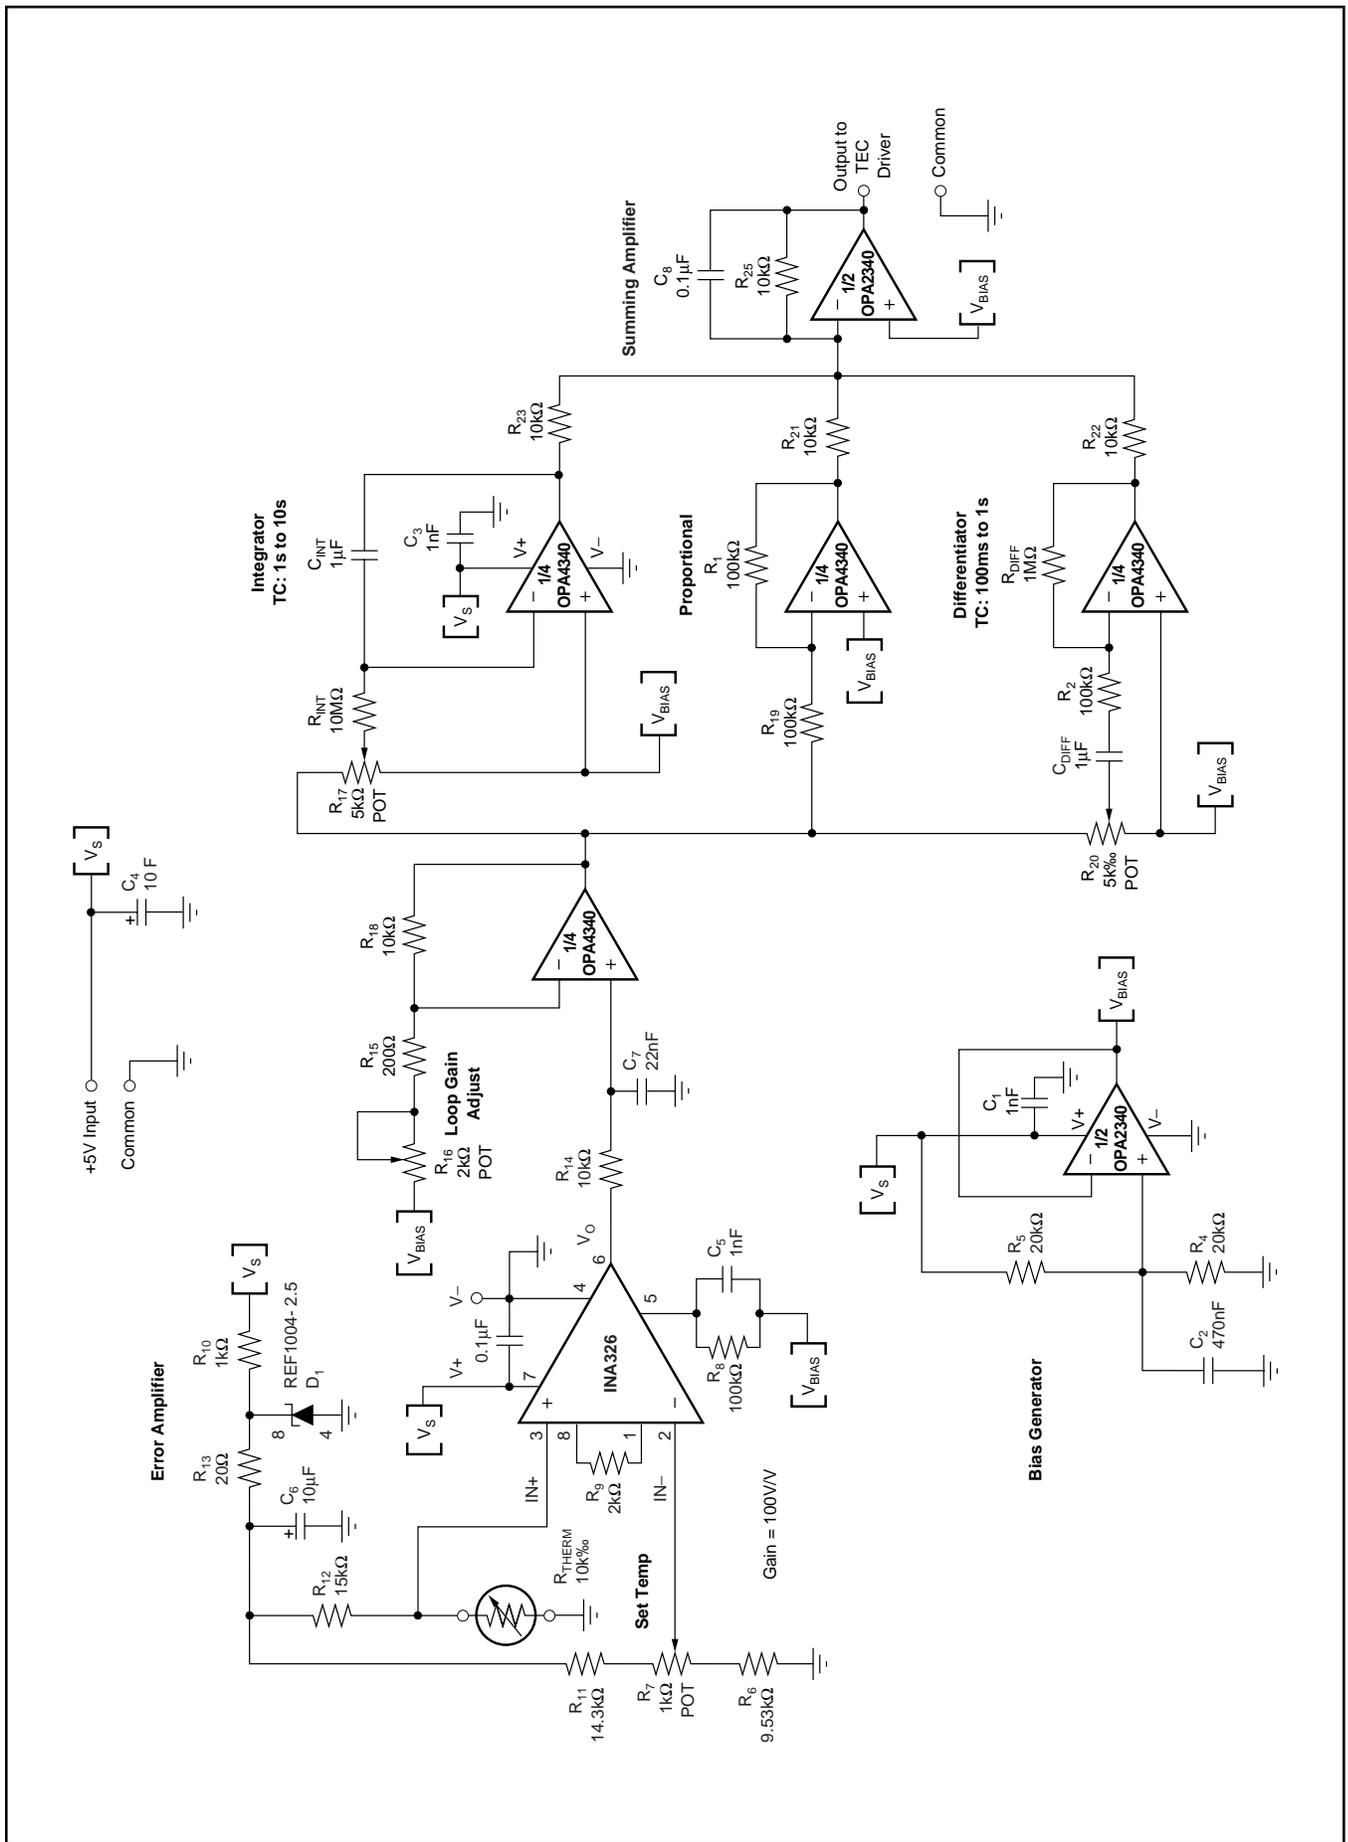 +5V Input
Common
[VS]
C4
10 F
Error Amplifier
R10
1kΩ
[VS]
R13
20Ω
8
4
D1
REF1004- 2.5
C6
10µF
R12
15kΩ
RTHERM
10k‰
R11
14.3kΩ
R7
1kΩ
POT
Set Temp
R6
9.53kΩ
IN+
3
8
R9
2kΩ
1
IN–
2
Gain = 100V/V
+
–
INA326
[VS]
V+
7
0.1µF
V–
4
6
VO
5
R8
100kΩ
C5
1nF
[VBIAS]
R14
10kΩ
C7
22nF
[VBIAS]
R16
2kΩ
POT
Loop Gain
Adjust
R15
200Ω
R18
10kΩ
–
+
1/4
OPA4340
Integrator
TC: 1s to 10s
R17
5kΩ
POT
RINT
10MΩ
CINT
1µF
[VS]
C3
1nF
V+
V–
–
+
1/4
OPA4340
[VBIAS]
R23
10kΩ
Proportional
R19
100kΩ
R1
100kΩ
–
+
1/4
OPA4340
[VBIAS]
R21
10kΩ
Differentiator
TC: 100ms to 1s
R20
5k‰
POT
CDIFF
1µF
R2
100kΩ
RDIFF
1MΩ
–
+
1/4
OPA4340
[VBIAS]
R22
10kΩ
Summing Amplifier
C8
0.1µF
R25
10kΩ
–
+
1/2
OPA2340
[VBIAS]
Output to
TEC
Driver
Common
Bias Generator
[VS]
R5
20kΩ
R4
20kΩ
C2
470nF
C1
1nF
V+
V–
–
+
1/2
OPA2340
[VBIAS]